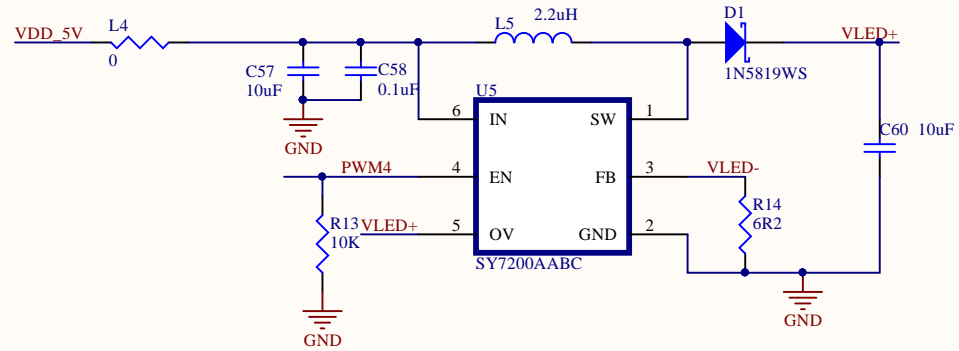 L4
VDD_5V
0
L5
2.2uH
D1
VLED+
1N5819WS
C57
10uF
C58
0.1uF
GND
U5
6
IN
SW
1
C60 10uF
PWM4
4
EN
FB
3
VLED-
R13
10K
VLED+
5
OV
GND
2
R14
6R2
SY7200AABC
GND
GND